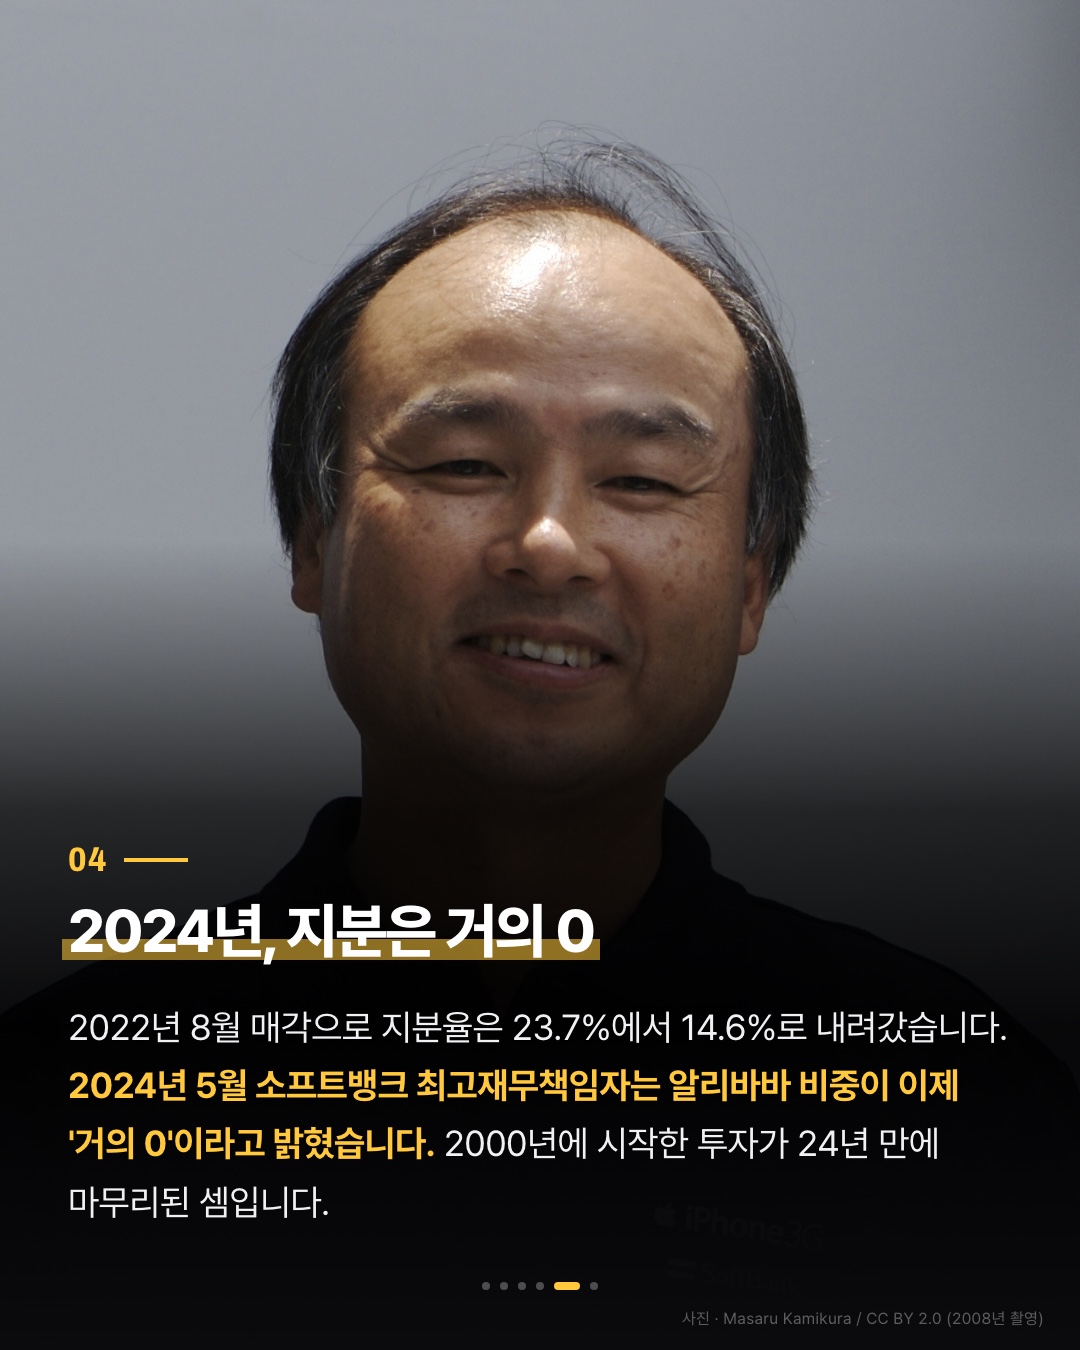 04
2024년, 지분은 거의 0
2022년 8월 매각으로 지분율은 23.7%에서 14.6%로 내려갔습니다.
2024년 5월 소프트뱅크 최고재무책임자는 알리바바 비중이 이제
'거의 0'이라고 밝혔습니다. 2000년에 시작한 투자가 24년 만에
마무리된 셈입니다.
iPhone3G
SoftBank
사진 · Masaru Kamikura / CC BY 2.0 (2008년 촬영)